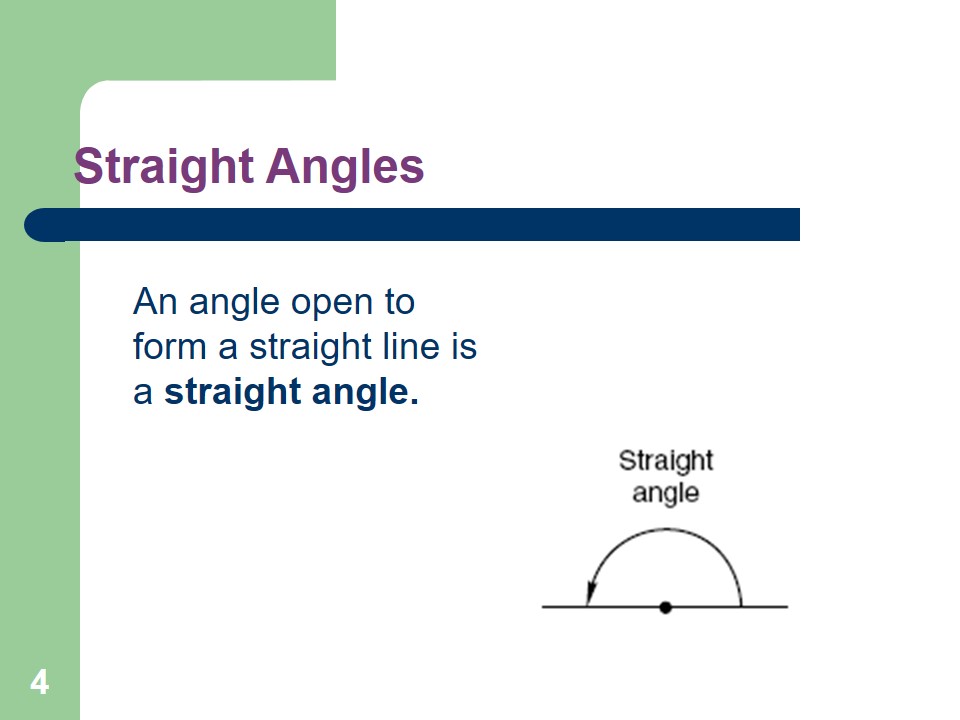 Straight Angles
An angle open to
form a straight line is
a straight angle.
Straight
angle
4